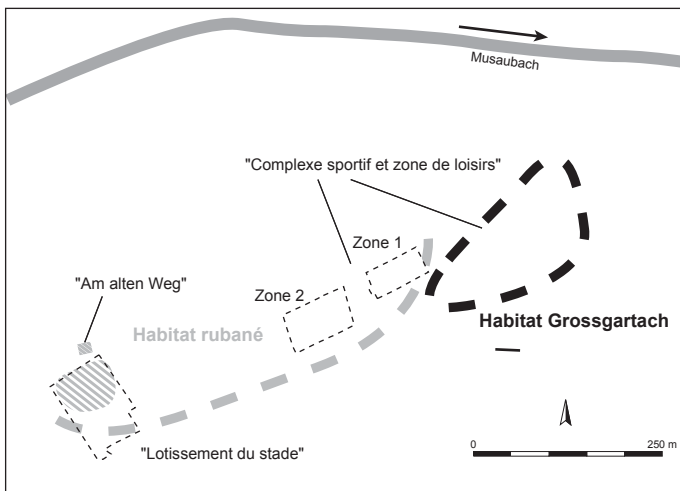 Musaubach
"Complexe sportif et zone de loisirs"
Zone 1
"Am alten Weg"
Zone 2
Habitat rubané
Habitat Grossgartach
"Lotissement du stade"
0
250 m